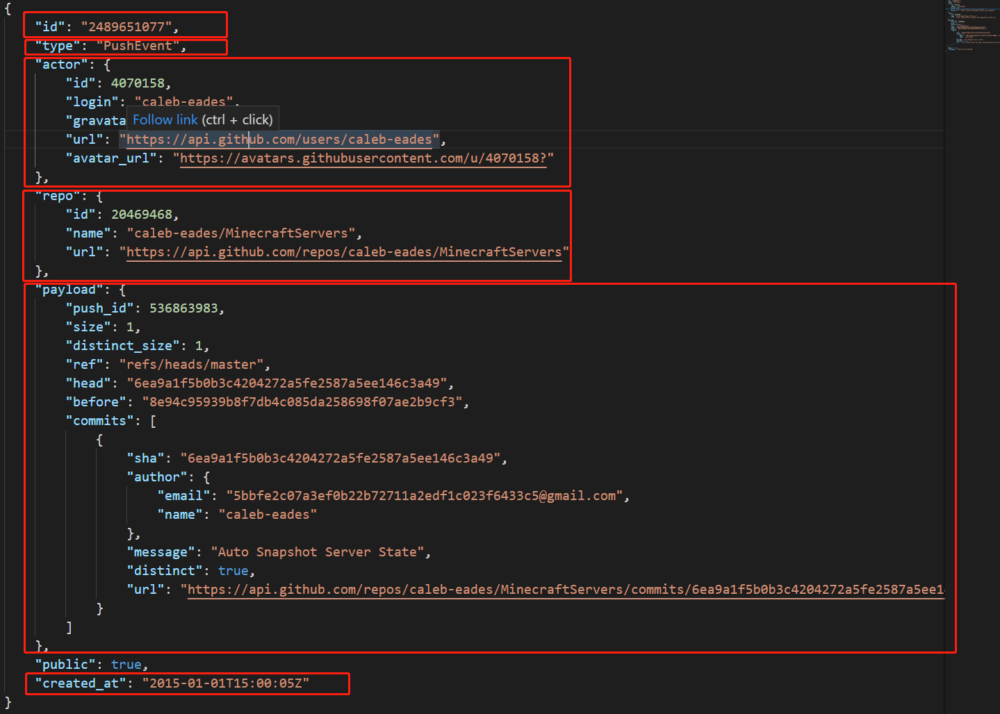 {
"id": "2489651077",
"type": "PushEvent",
"actor": {
"id": 4070158,
"login": "caleb-eades",
"gravata
Follow link (ctrl + click)
"url": "https://api.github.com/users/caleb-eades",
"avatar_url": "https://avatars.githubusercontent.com/u/4070158?"
},
"repo": {
"id": 20469468,
"name": "caleb-eades/MinecraftServers",
"url": "https://api.github.com/repos/caleb-eades/MinecraftServers"
},
"payload": {
"push_id": 536863983,
"size": 1,
"distinct_size": 1,
"ref": "refs/heads/master",
"head": "6ea9a1f5b0b3c4204272a5fe2587a5ee146c3a49",
"before": "8e94c95939b8f7db4c085da258698f07ae2b9cf3",
"commits": [
{
"sha": "6ea9a1f5b0b3c4204272a5fe2587a5ee146c3a49",
"author": {
"email": "5bbfe2c07a3ef0b22b72711a2edf1c023f6433c5@gmail.com",
"name": "caleb-eades"
},
"message": "Auto Snapshot Server State",
"distinct": true,
"url": "https://api.github.com/repos/caleb-eades/MinecraftServers/commits/6ea9a1f5b0b3c4204272a5fe2587a5ee1
}
]
},
"public": true,
"created_at": "2015-01-01T15:00:05Z"
}